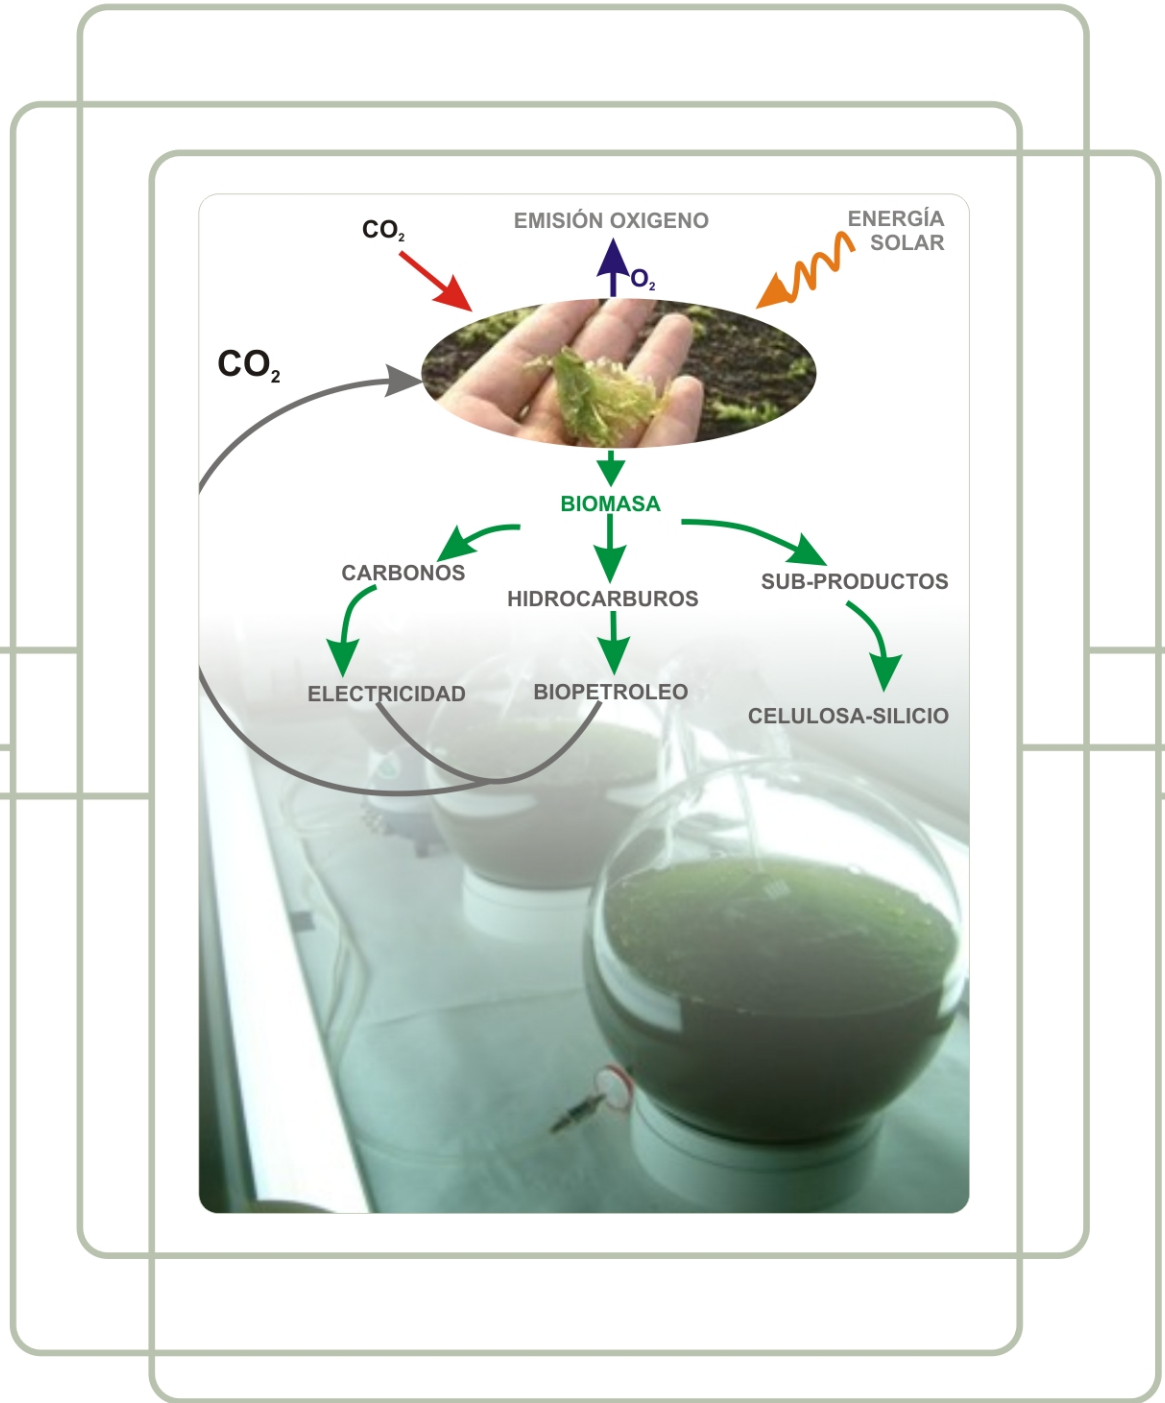 CO₂
EMISIÓN OXIGENO
ENERGÍA
SOLAR
O₂
CO₂
BIOMASA
CARBONOS
HIDROCARBUROS
SUB-PRODUCTOS
ELECTRICIDAD
BIOPETROLEO
CELULOSA-SILICIO